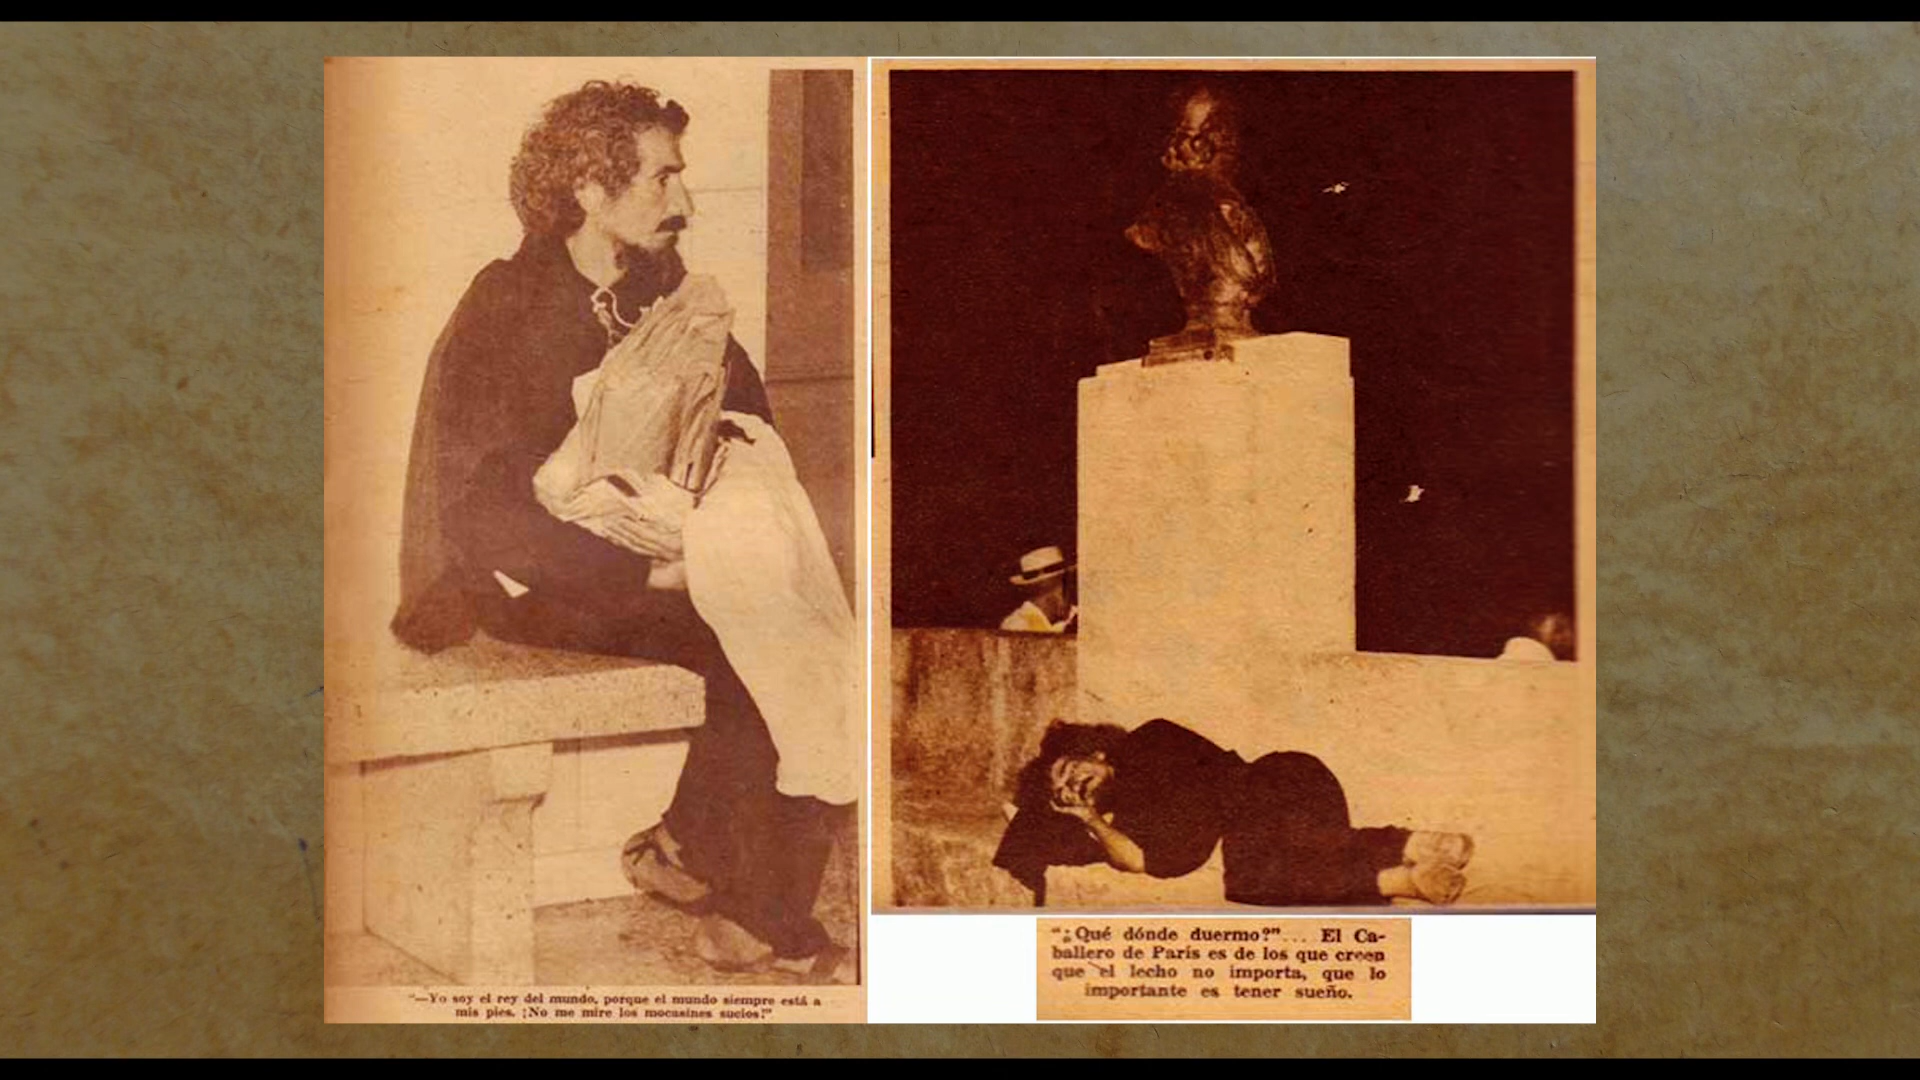 "—Yo soy el rey del mundo, porque el mundo siempre está a
mis pies. ¡No me mire los mocasines sucios!"
"¿Qué dónde duermo?"... El Ca-
ballero de París es de los que creen
que el lecho no importa, que lo
importante es tener sueño.